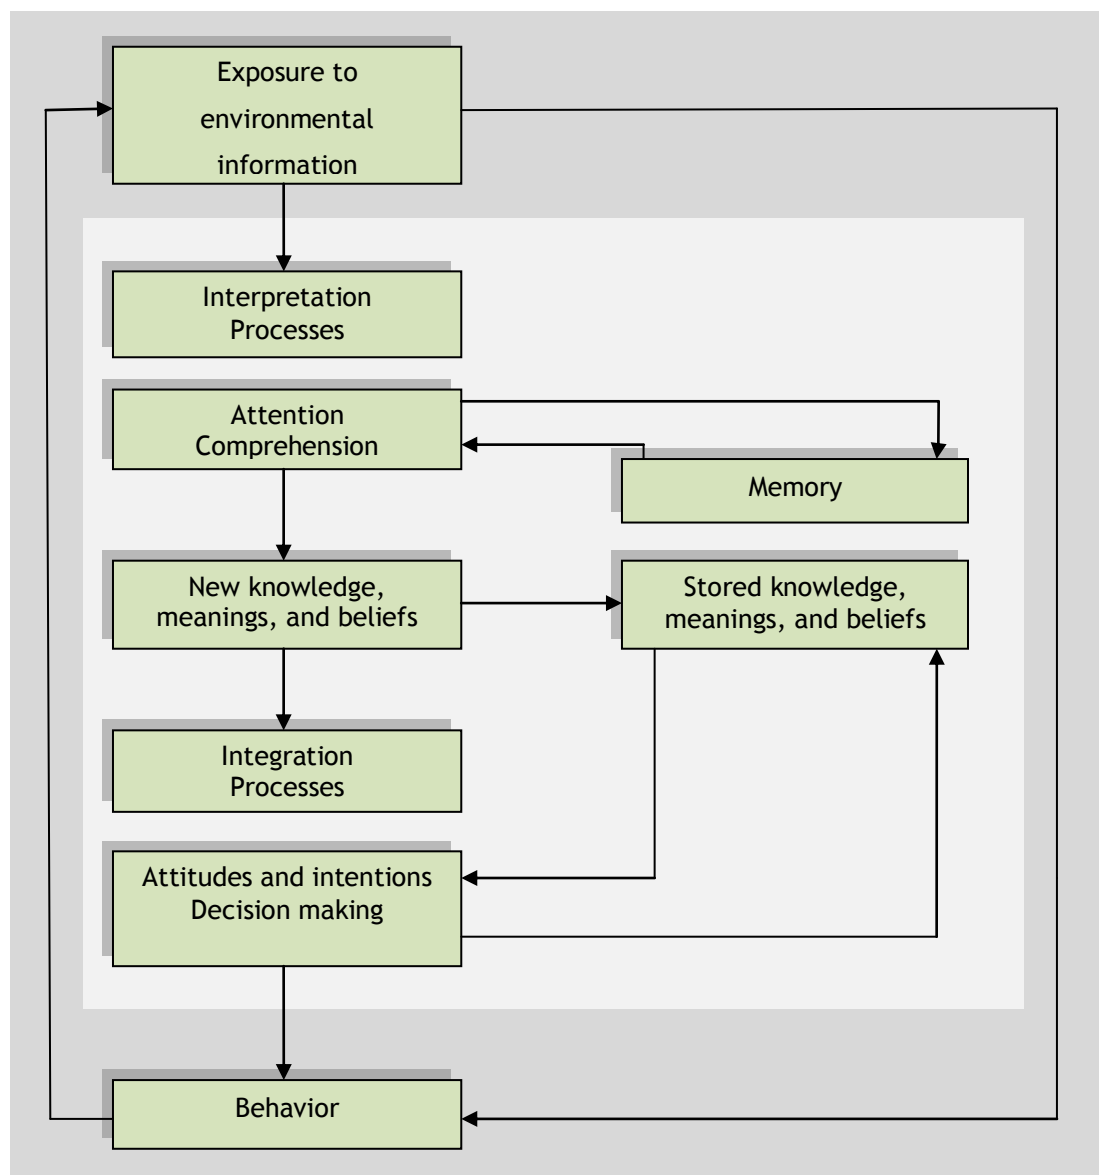 Exposure to
environmental
information
Interpretation
Processes
Attention
Comprehension
Memory
New knowledge,
meanings, and beliefs
Stored knowledge,
meanings, and beliefs
Integration
Processes
Attitudes and intentions
Decision making
Behavior